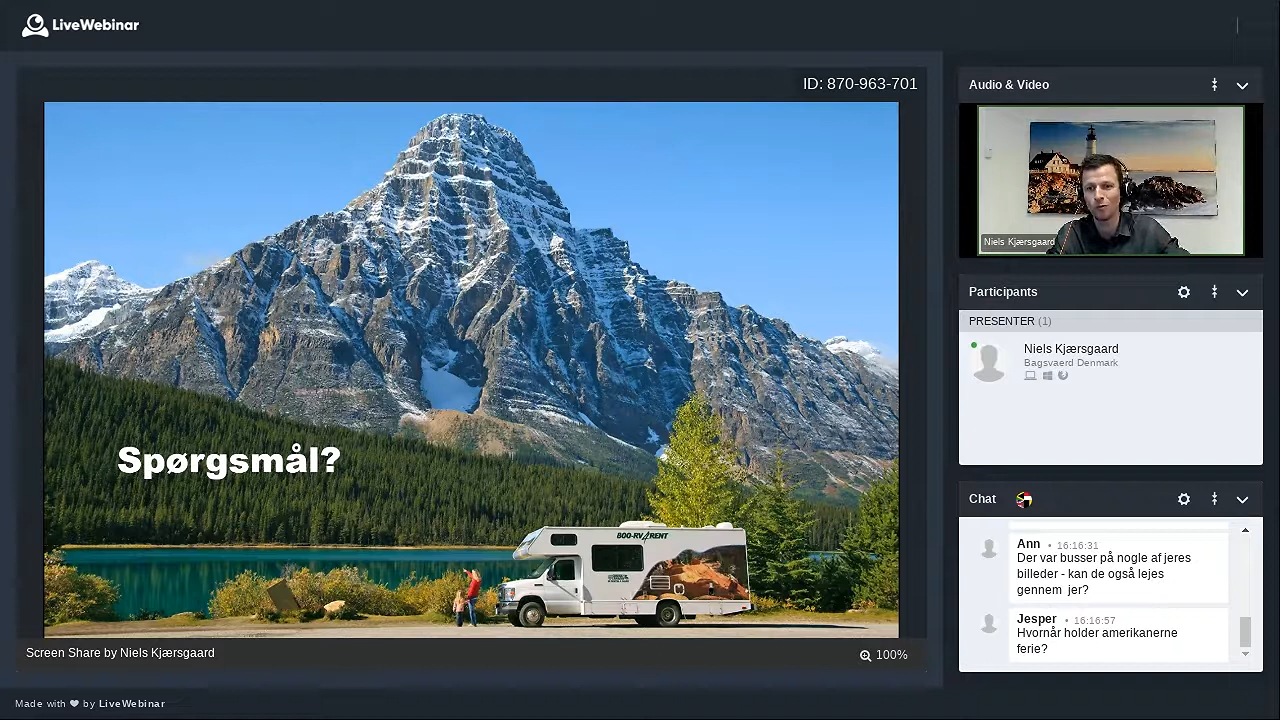 LiveWebinar
ID: 870-963-701
Spørgsmål?
800-RV4RENT
Screen Share by Niels Kjærsgaard
100%
Audio & Video
Niels Kjærsgaard
Participants
PRESENTER (1)
Niels Kjærsgaard
Bagsvaerd Denmark
Chat
Ann • 16:16:31
Der var busser på nogle af jeres
billeder - kan de også lejes
gennem jer?
Jesper • 16:16:57
Hvornår holder amerikanerne
ferie?
Made with ❤ by LiveWebinar